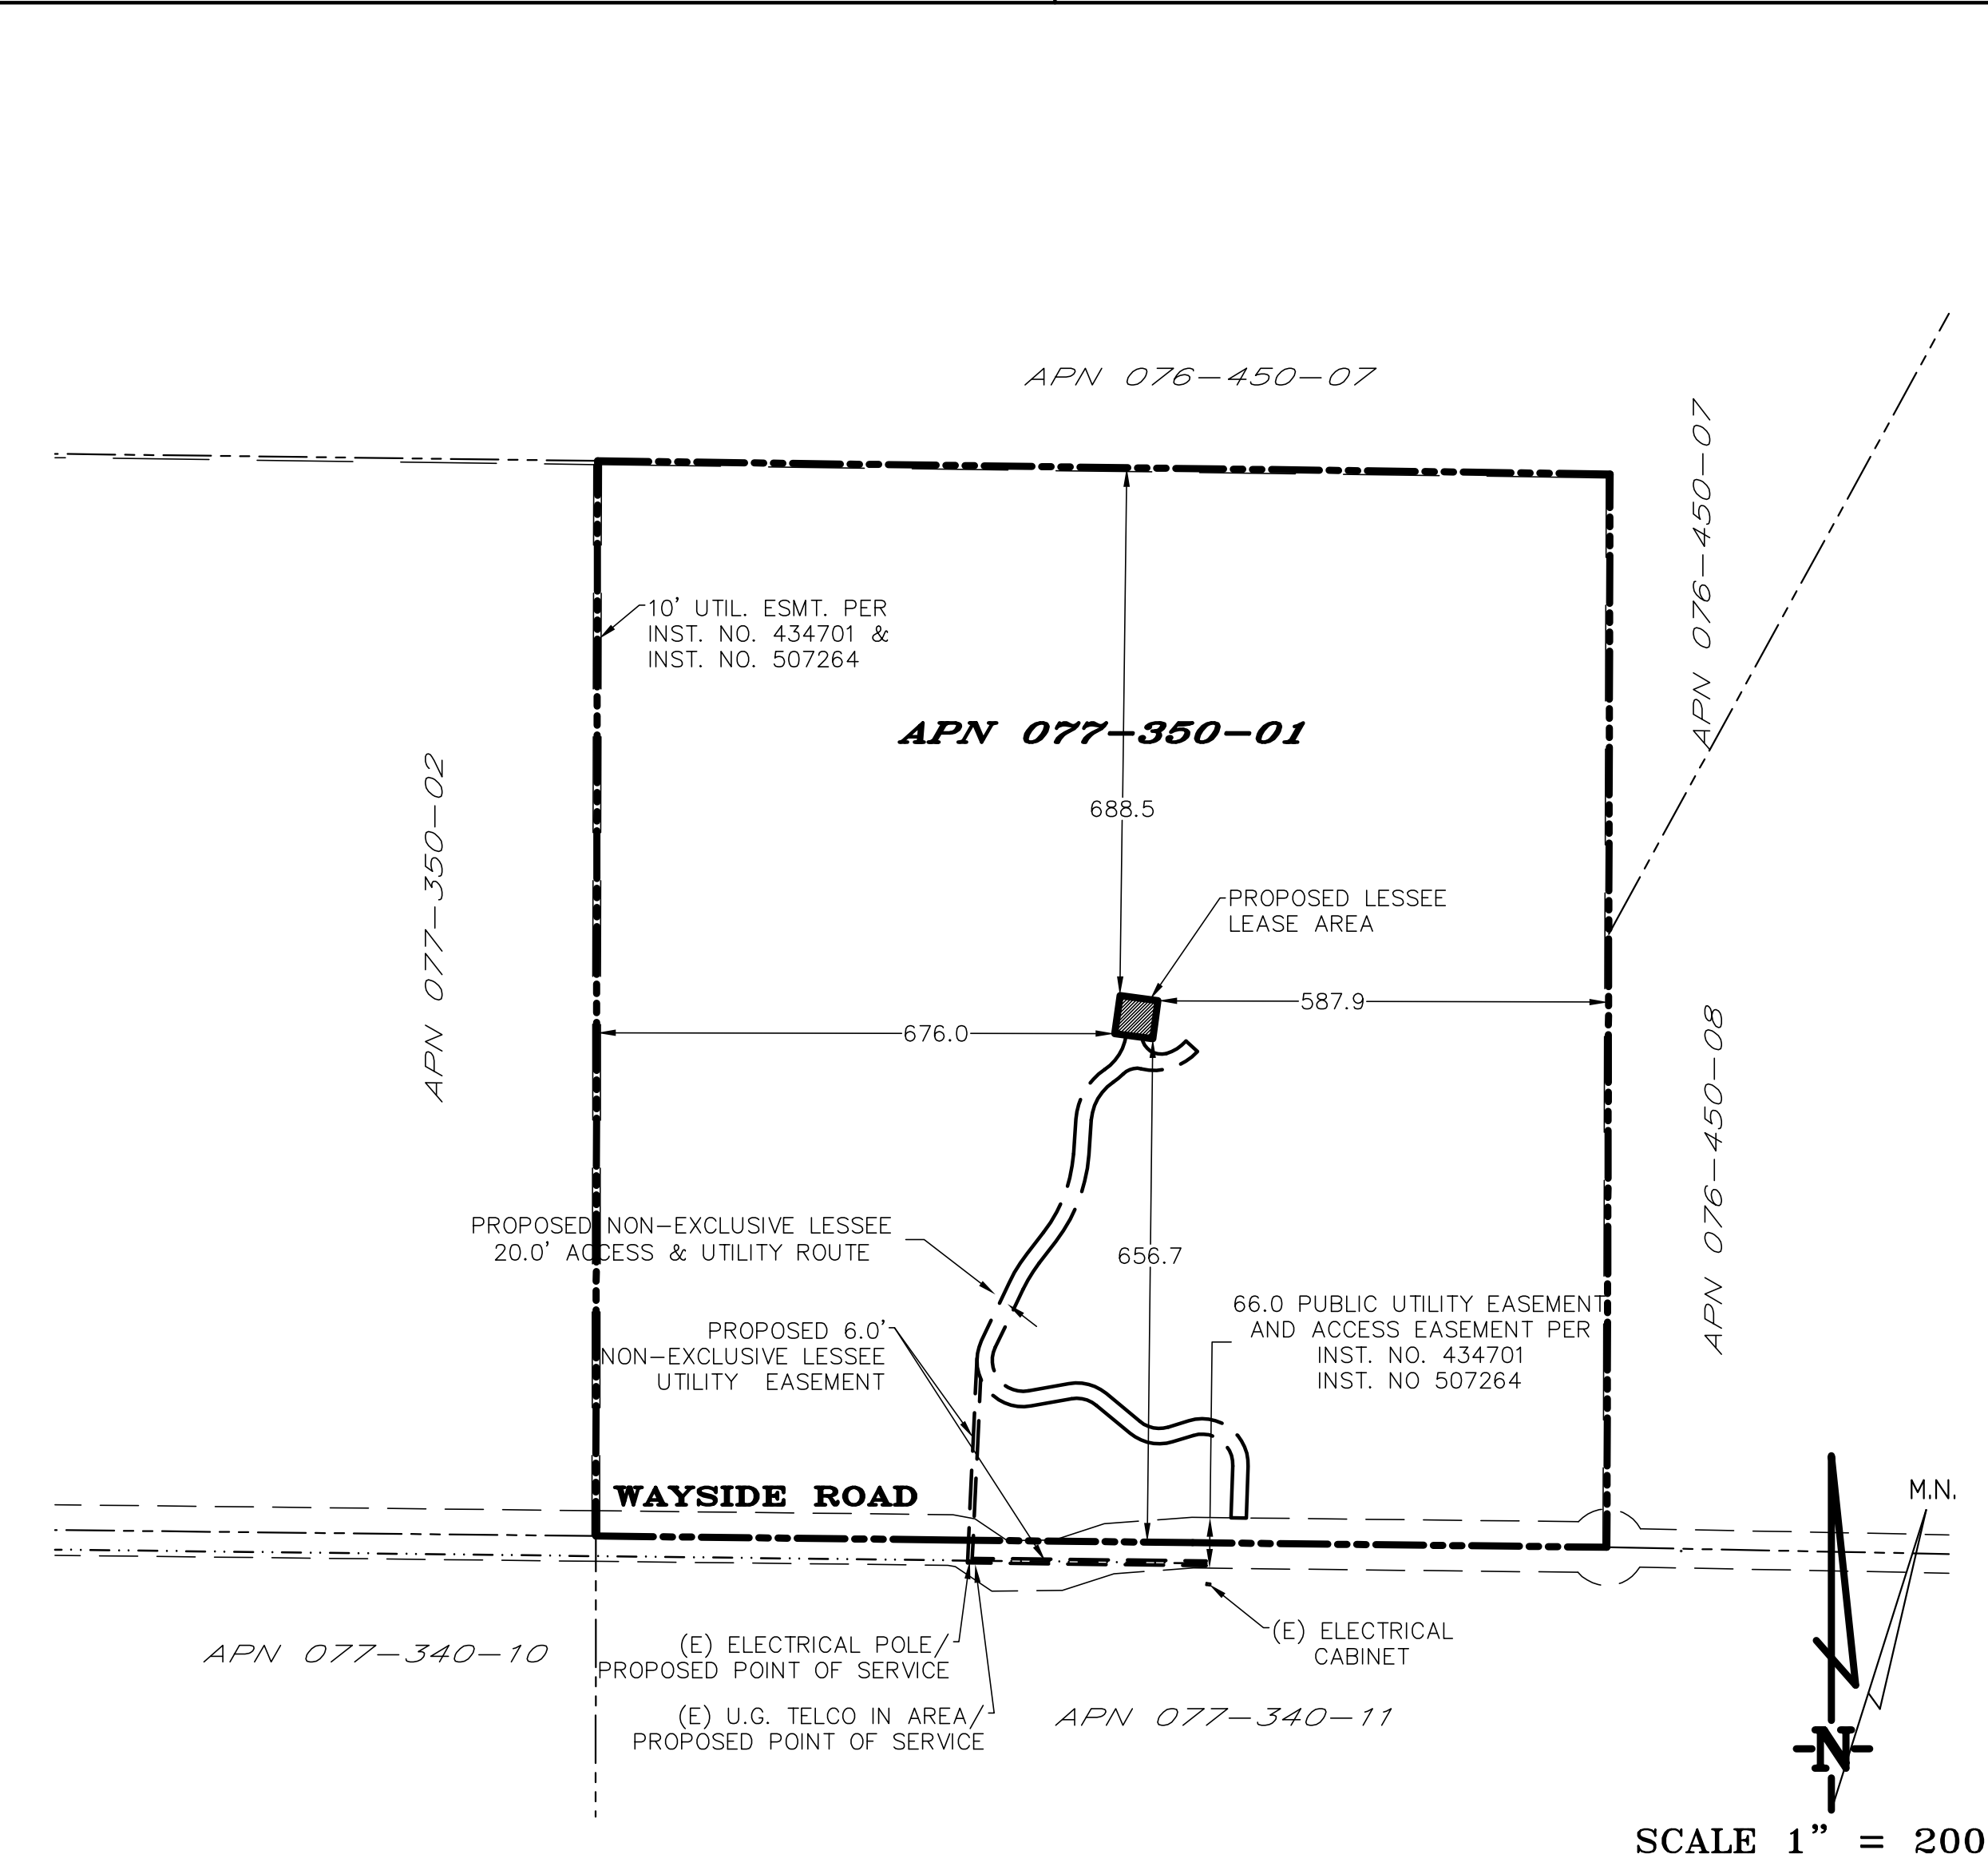 APN 076-450-07
APN 076-450-07
10' UTIL. ESMT. PER
INST. NO. 434701 &
INST. NO. 507264
APN 077-350-01
APN 077-350-02
688.5
PROPOSED LESSEE
LEASE AREA
587.9
676.0
APN 076-450-08
PROPOSED NON-EXCLUSIVE LESSEE
20.0' ACCESS & UTILITY ROUTE
656.7
66.0 PUBLIC UTILITY EASEMENT
AND ACCESS EASEMENT PER
INST. NO. 434701
INST. NO 507264
PROPOSED 6.0'
NON-EXCLUSIVE LESSEE
UTILITY EASEMENT
WAYSIDE ROAD
M.N.
(E) ELECTRICAL POLE/
PROPOSED POINT OF SERVICE
(E) ELECTRICAL
CABINET
APN 077-340-10
(E) U.G. TELCO IN AREA/
PROPOSED POINT OF SERVICE
APN 077-340-11
-N-
SCALE 1" = 200